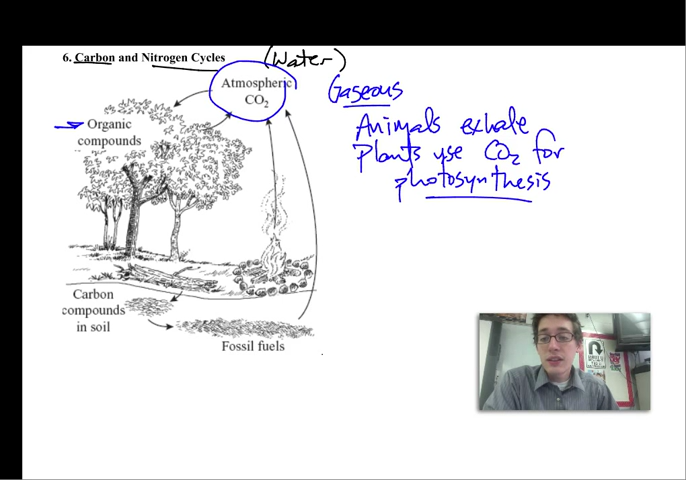 6. Carbon and Nitrogen Cycles (Water)
Atmospheric
CO₂
Gaseous
Organic
compounds
Animals exhale
Plants use CO₂ for
photosynthesis
Carbon
compounds
in soil
Fossil fuels